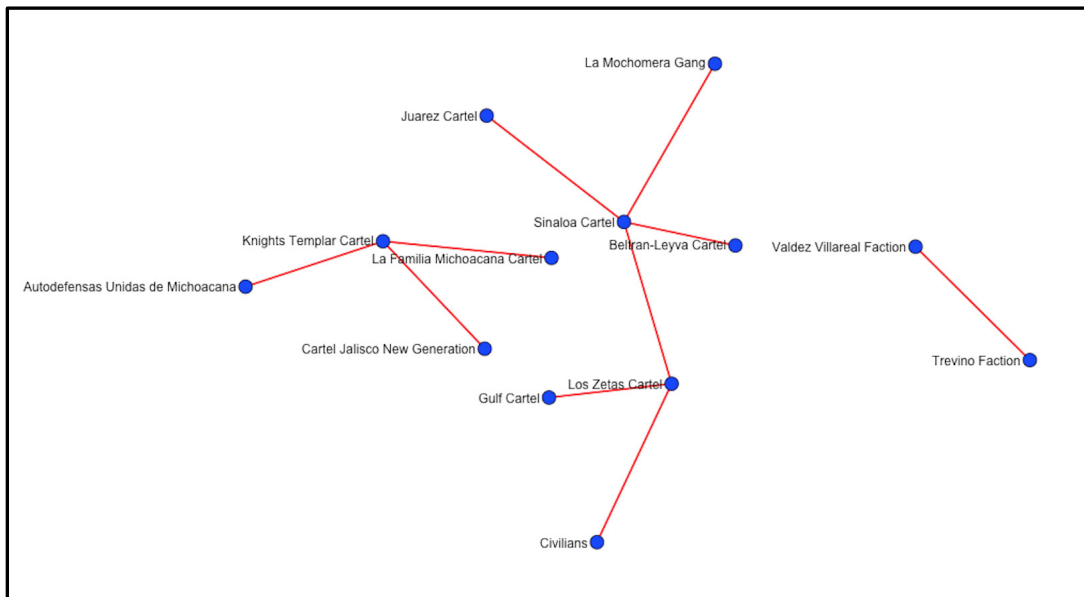 La Mochomera Gang
Juarez Cartel
Sinaloa Cartel
Knights Templar Cartel
Beltran-Leyva Cartel
Valdez Villareal Faction
La Familia Michoacana Cartel
Autodefensas Unidas de Michoacana
Cartel Jalisco New Generation
Trevino Faction
Los Zetas Cartel
Gulf Cartel
Civilians